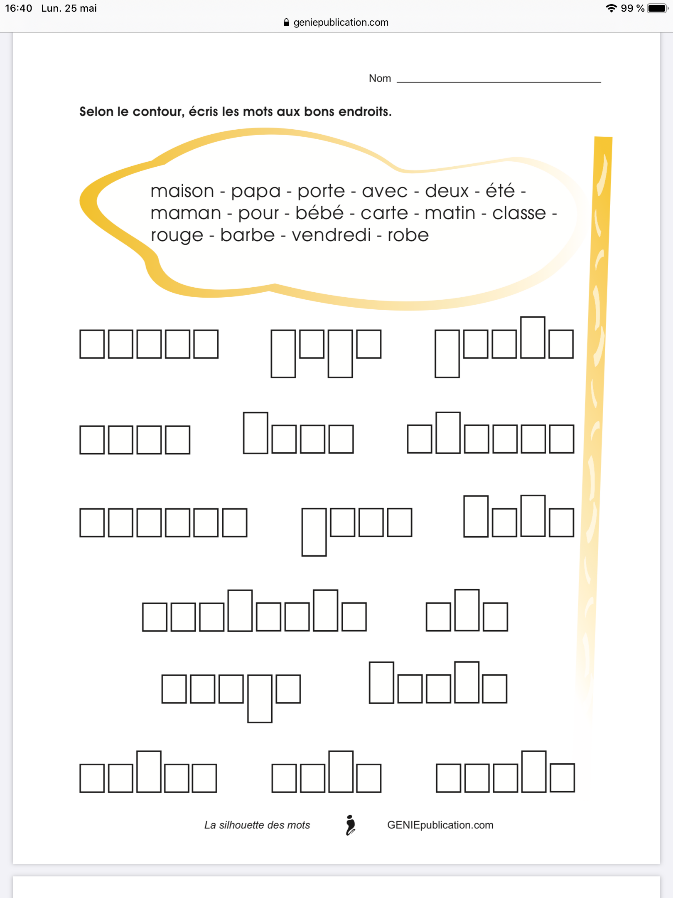 16:40 Lun. 25 mai 99 %
geniepublication.com
Nom
Selon le contour, écris les mots aux bons endroits.
maison - papa - porte - avec - deux - été -
maman - pour - bébé - carte - matin - classe -
rouge - barbe - vendredi - robe
La silhouette des mots GENIEpublication.com